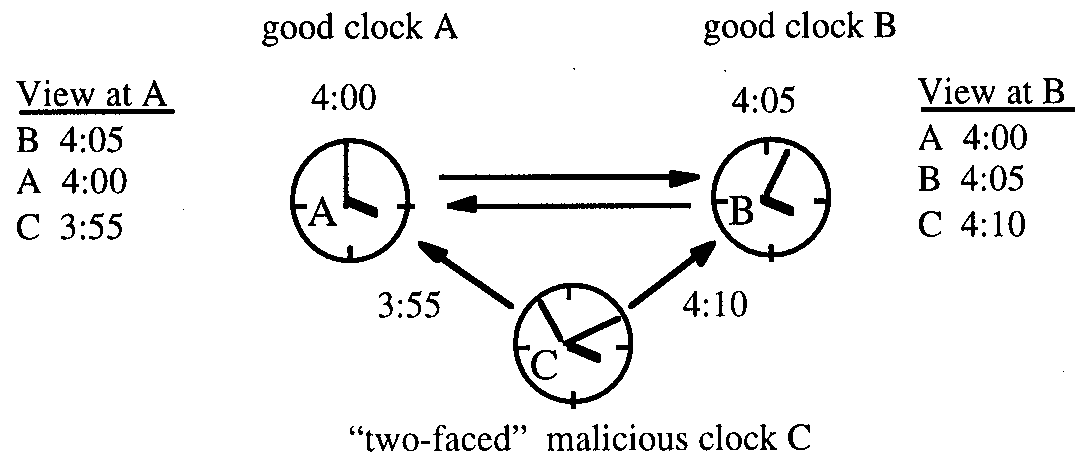 good clock A
good clock B
View at A
B 4:05
A 4:00
C 3:55
4:00
4:05
View at B
A 4:00
B 4:05
C 4:10
A
B
3:55
4:10
C
“two-faced” malicious clock C